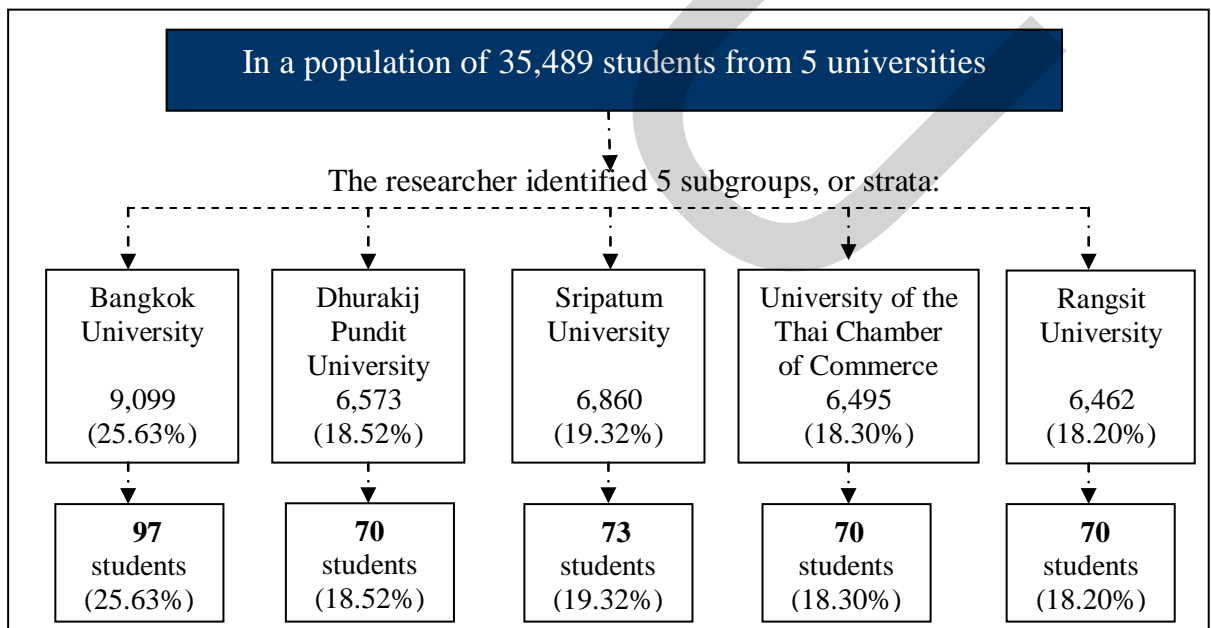 In a population of 35,489 students from 5 universities
The researcher identified 5 subgroups, or strata:
Bangkok
University
9,099
(25.63%)
Dhurakij
Pundit
University
6,573
(18.52%)
Sripatum
University
6,860
(19.32%)
University of the
Thai Chamber
of Commerce
6,495
(18.30%)
Rangsit
University
6,462
(18.20%)
97
students
(25.63%)
70
students
(18.52%)
73
students
(19.32%)
70
students
(18.30%)
70
students
(18.20%)